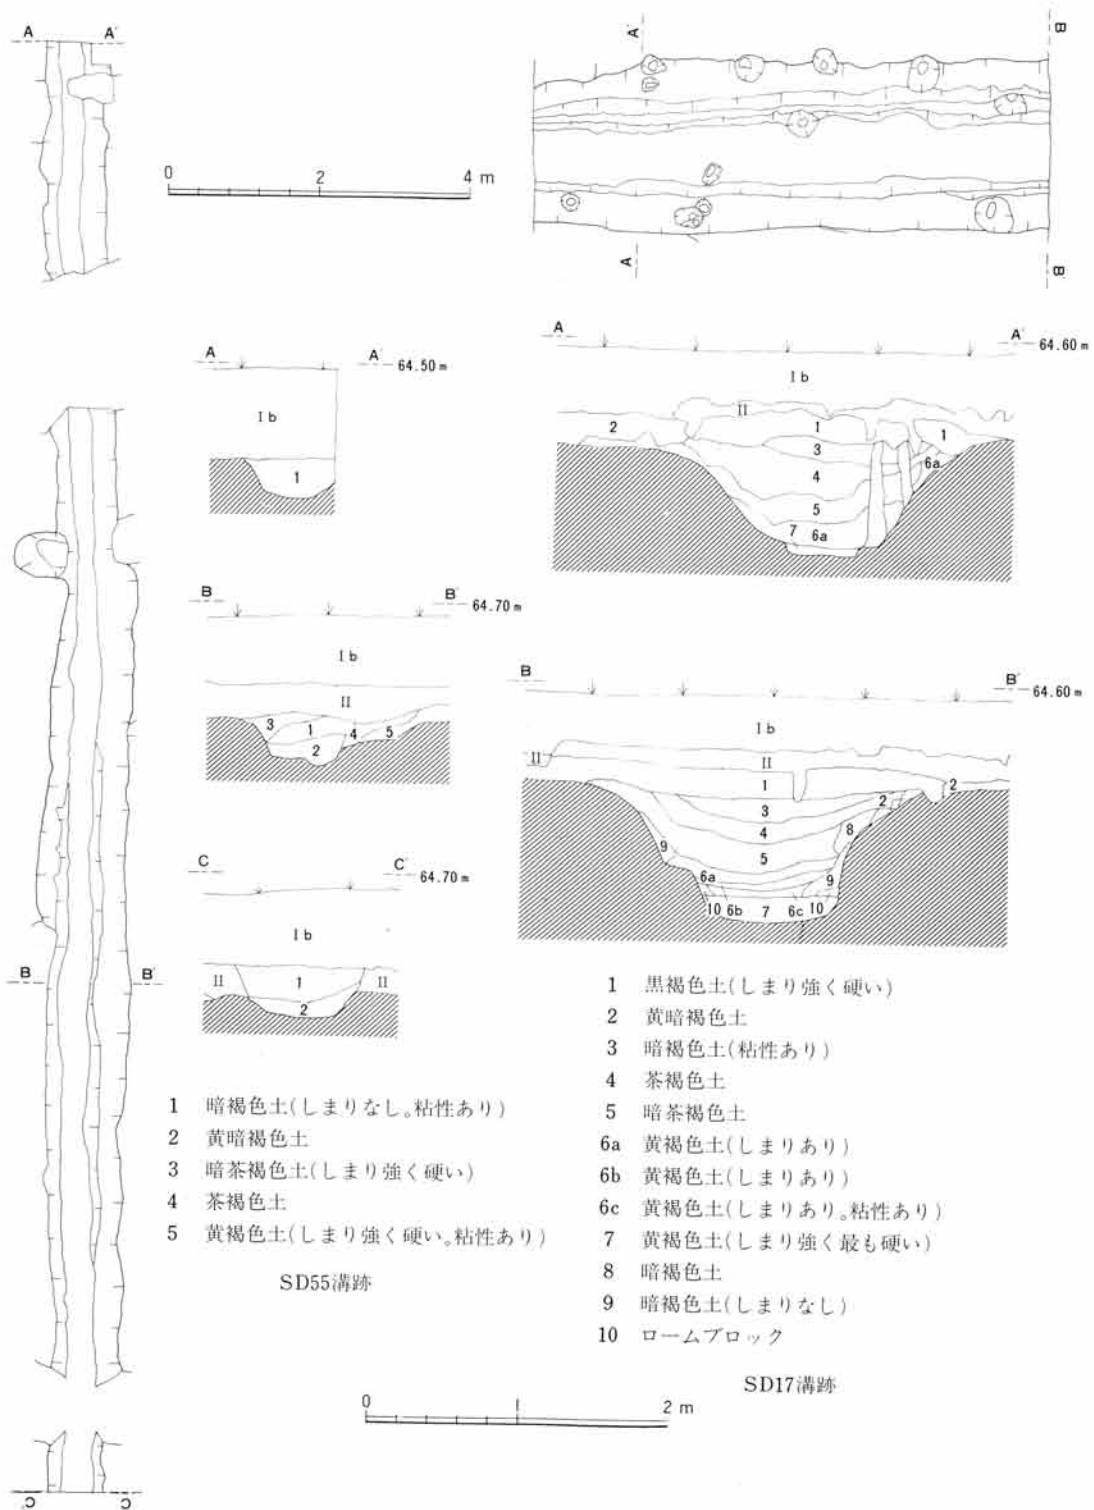 A A'
A'
B
0 2 4 m
A
B'
A A' 64.50 m
Ⅰb
1
A A' 64.60 m
Ⅰb
Ⅱ
2 1 1
3
6a
4
5
7 6a
B B' 64.70 m
Ⅰb
Ⅱ
3 1 4 5
2
B B' 64.60 m
Ⅰb
Ⅱ Ⅱ
1 2
3 2
4 8
9 5
6a 9
10 6b 7 6c 10
C C' 64.70 m
Ⅰb
Ⅱ 1 Ⅱ
2
B B'
1 暗褐色土(しまりなし。粘性あり)
2 黄暗褐色土
3 暗茶褐色土(しまり強く硬い)
4 茶褐色土
5 黄褐色土(しまり強く硬い。粘性あり)
SD55溝跡
1 黒褐色土(しまり強く硬い)
2 黄暗褐色土
3 暗褐色土(粘性あり)
4 茶褐色土
5 暗茶褐色土
6a 黄褐色土(しまりあり)
6b 黄褐色土(しまりあり)
6c 黄褐色土(しまりあり。粘性あり)
7 黄褐色土(しまり強く最も硬い)
8 暗褐色土
9 暗褐色土(しまりなし)
10 ロームブロック
SD17溝跡
0 1 2 m
C' C